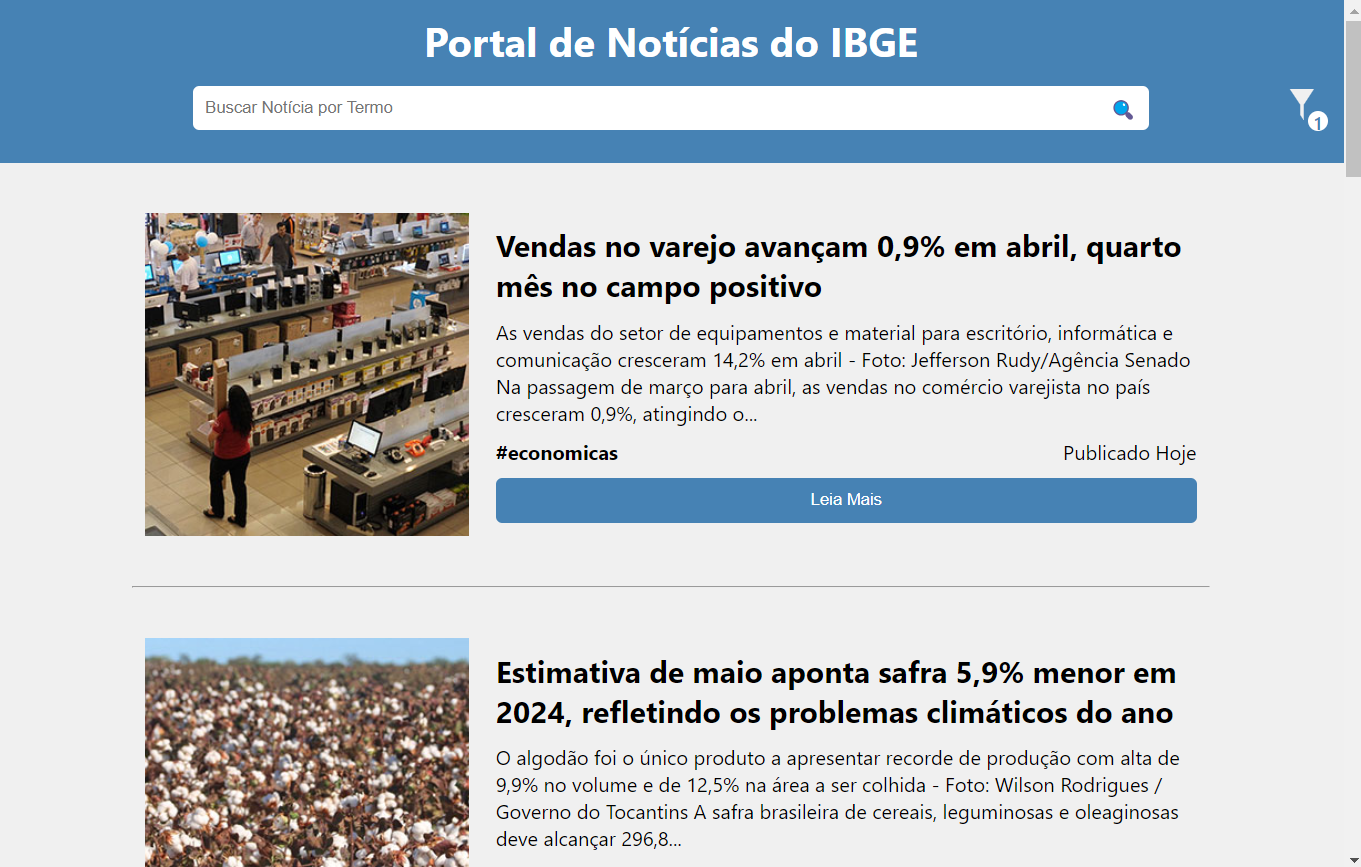 Portal de Notícias do IBGE
Buscar Notícia por Termo
1
Vendas no varejo avançam 0,9% em abril, quarto
mês no campo positivo
As vendas do setor de equipamentos e material para escritório, informática e
comunicação cresceram 14,2% em abril - Foto: Jefferson Rudy/Agência Senado
Na passagem de março para abril, as vendas no comércio varejista no país
cresceram 0,9%, atingindo o...
#economicas Publicado Hoje
Leia Mais
Estimativa de maio aponta safra 5,9% menor em
2024, refletindo os problemas climáticos do ano
O algodão foi o único produto a apresentar recorde de produção com alta de
9,9% no volume e de 12,5% na área a ser colhida - Foto: Wilson Rodrigues /
Governo do Tocantins A safra brasileira de cereais, leguminosas e oleaginosas
deve alcançar 296,8...